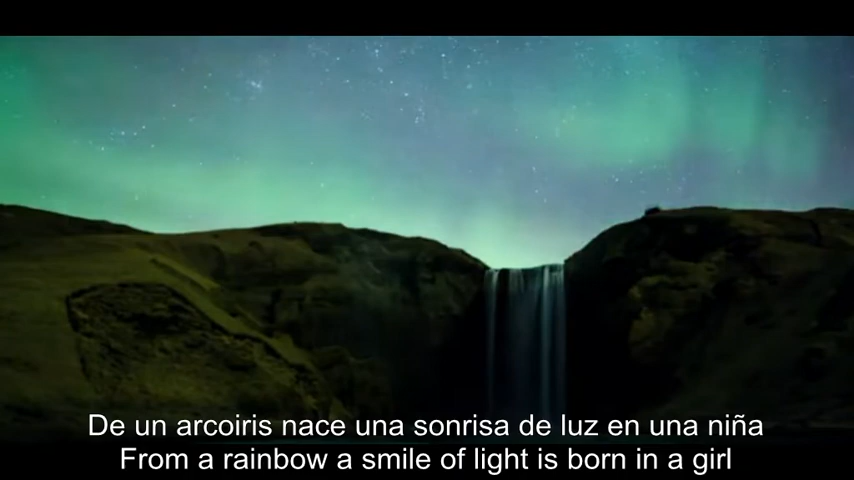 De un arcoiris nace una sonrisa de luz en una niña
From a rainbow a smile of light is born in a girl